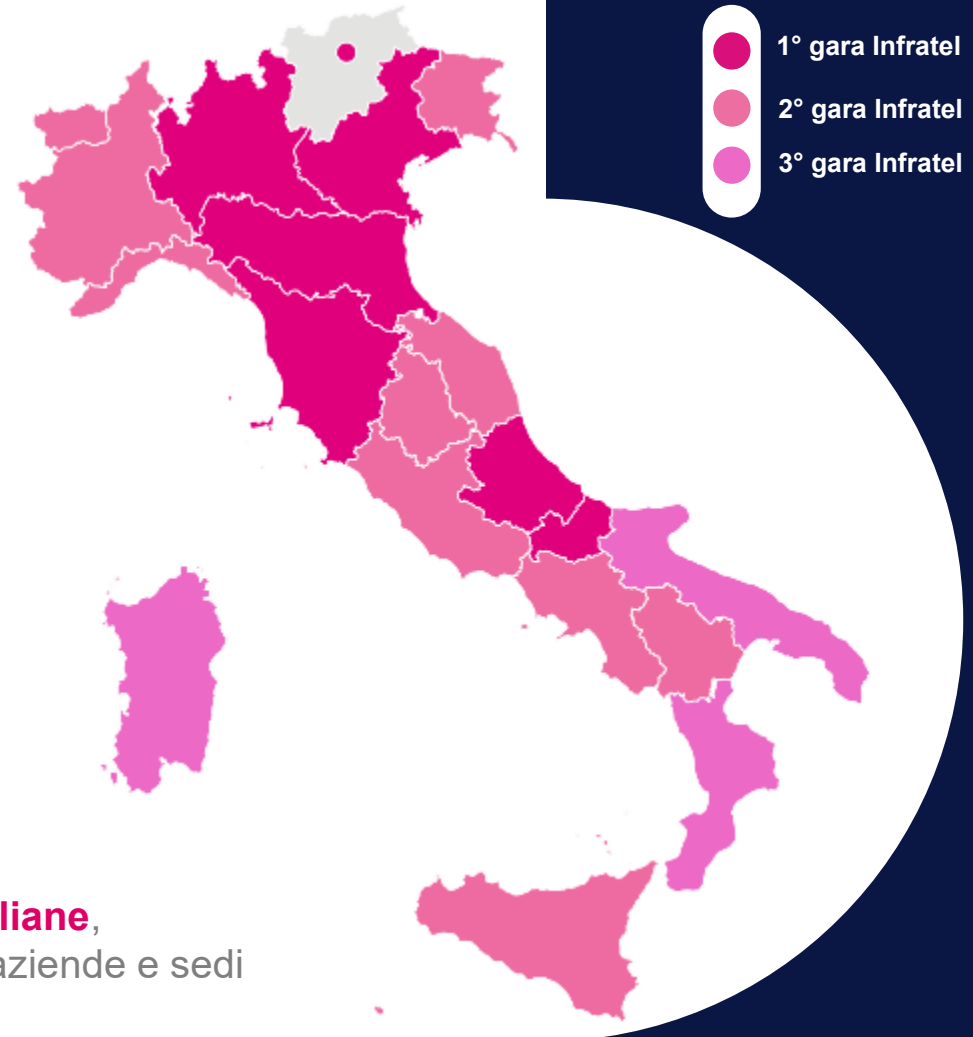 1° gara Infratel
2° gara Infratel
3° gara Infratel
liane,
aziende e sedi